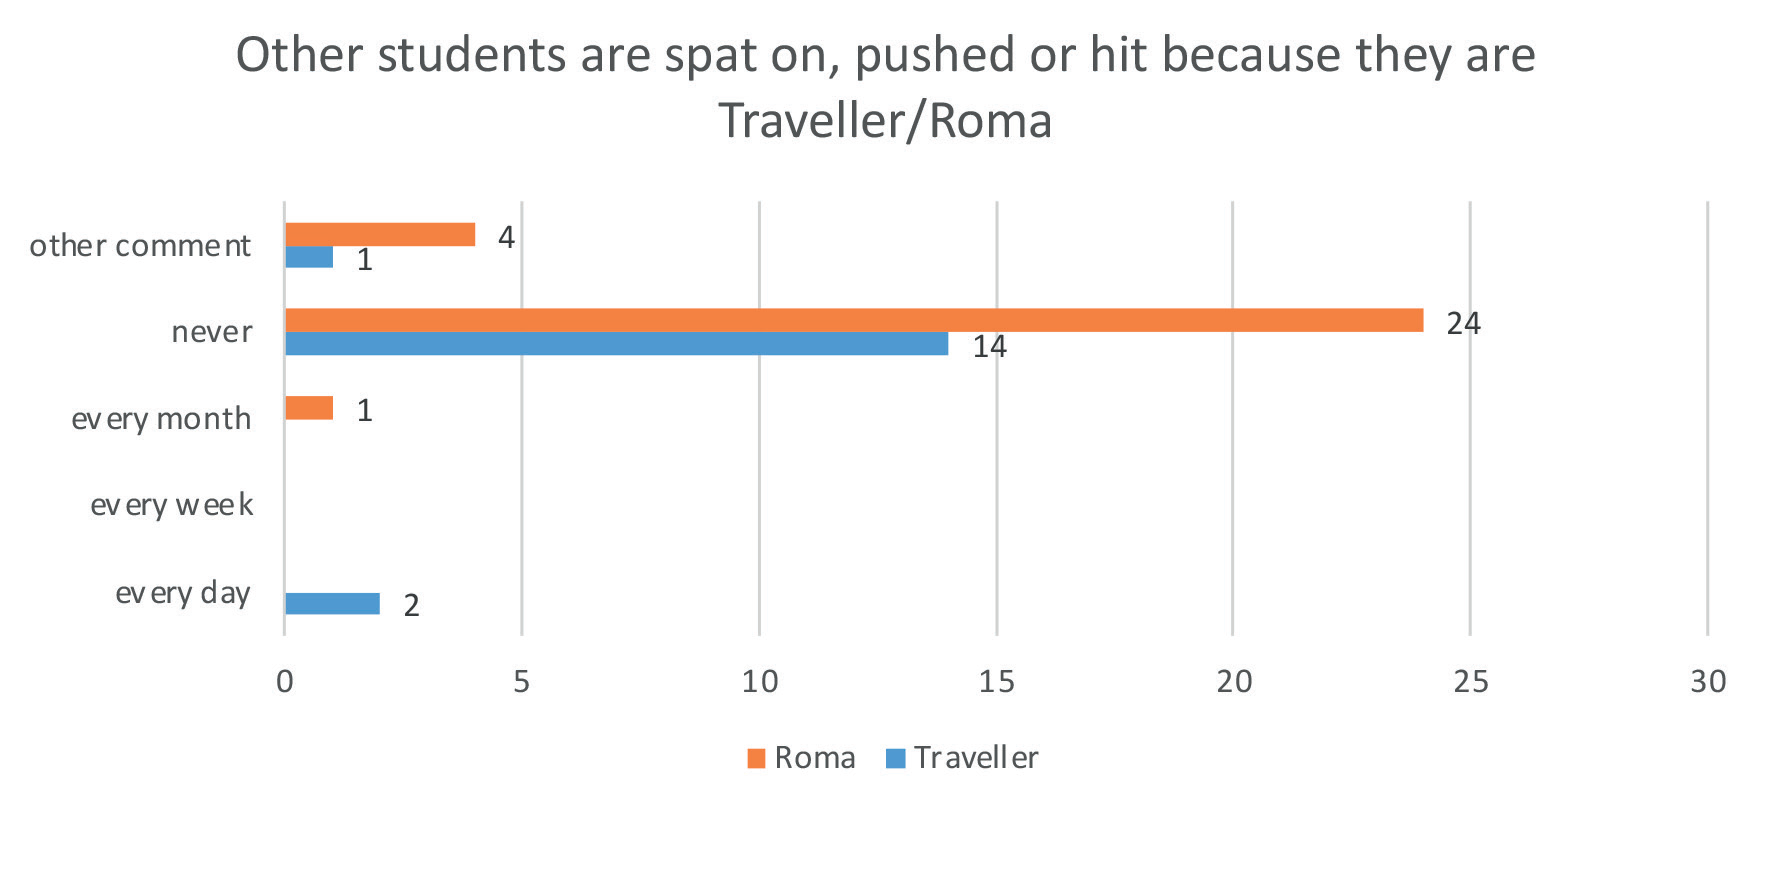 Other students are spat on, pushed or hit because they are
Traveller/Roma
other comment
4
1
never
24
14
every month
1
every week
every day
2
0 5 10 15 20 25 30
Roma Traveller